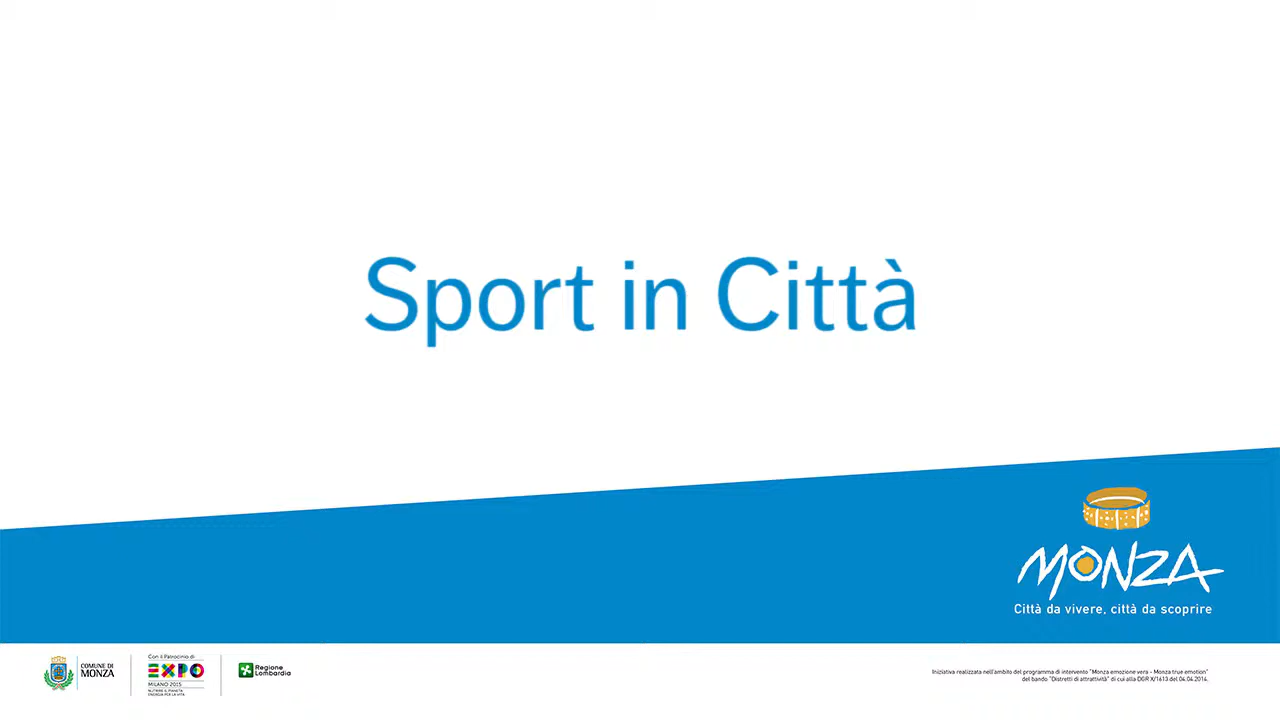 Sport in Città
MONZA
Città da vivere, città da scoprire
COMUNE DI
MONZA
Con il Patrocinio di
EXPO
MILANO 2015
NUTRIRE IL PIANETA
ENERGIA PER LA VITA
Regione
Lombardia
Iniziativa realizzata nell'ambito del programma di intervento "Monza emozione vera - Monza true emotion"
del bando "Distretti di attrattività" di cui alla DGR X/1613 del 04.04.2014.